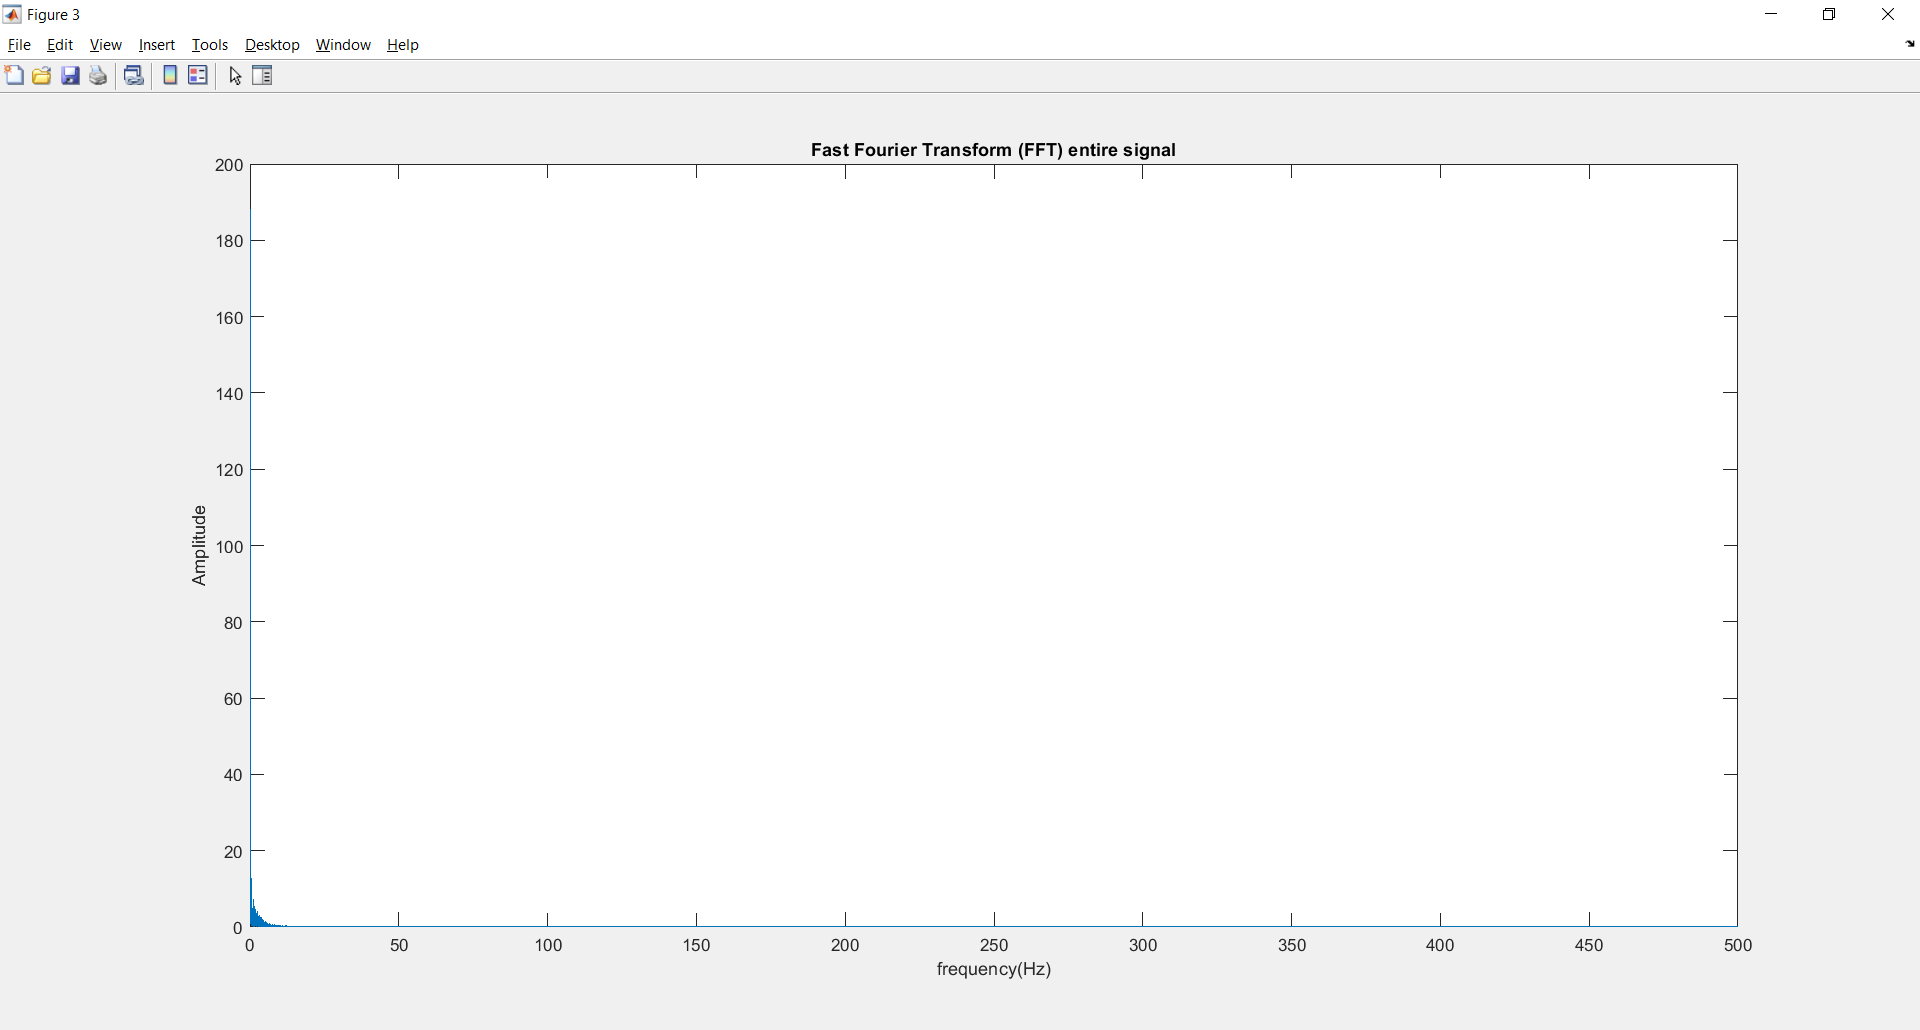 Figure 3
File Edit View Insert Tools Desktop Window Help
Fast Fourier Transform (FFT) entire signal
200
180
160
140
120
100
80
60
40
20
0
Amplitude
0 50 100 150 200 250 300 350 400 450 500
frequency(Hz)